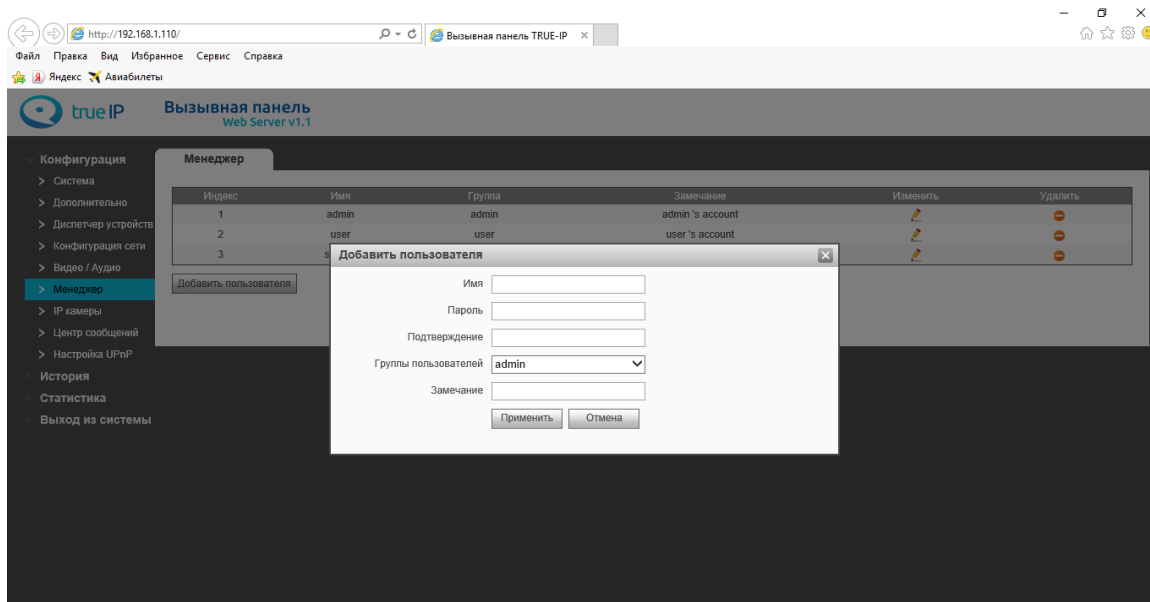 http://192.168.1.110/
Вызывная панель TRUE-IP
Файл Правка Вид Избранное Сервис Справка
Яндекс Авиабилеты
true IP
Вызывная панель
Web Server v1.1
Конфигурация
Система
Дополнительно
Диспетчер устройств
Конфигурация сети
Видео / Аудио
Менеджер
IP камеры
Центр сообщений
Настройка UPnP
История
Статистика
Выход из системы
Менеджер
Индекс Имя Группа Замечание Изменить Удалить
1 admin admin admin 's account
2 user user user 's account
3 s
Добавить пользователя
Добавить пользователя
Имя
Пароль
Подтверждение
Группы пользователей admin
Замечание
Применить Отмена